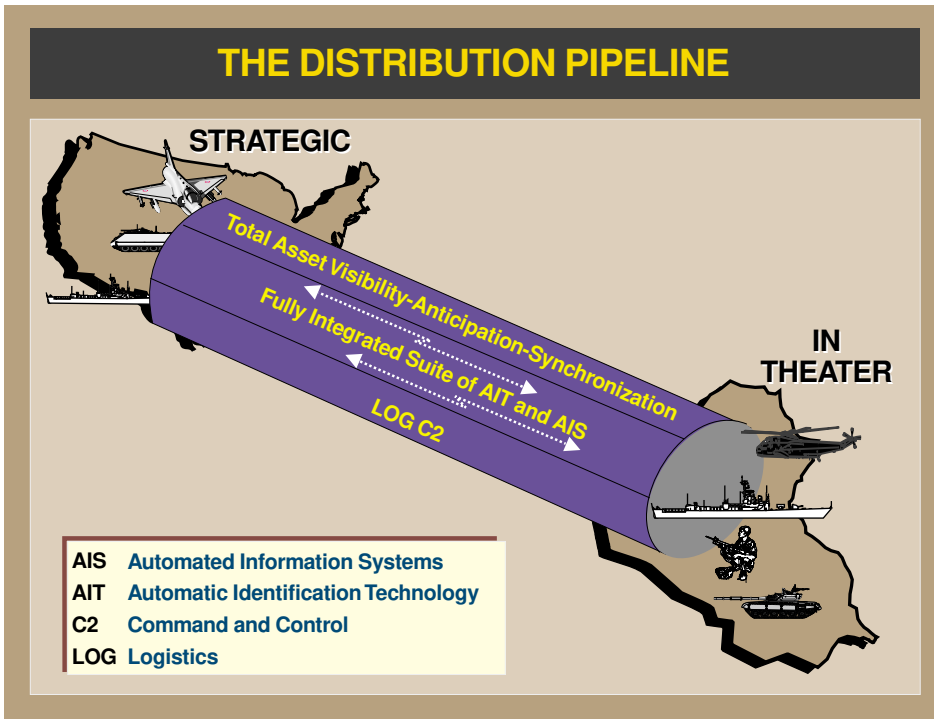 THE DISTRIBUTION PIPELINE
STRATEGIC
Total Asset Visibility-Anticipation-Synchronization
Fully Integrated Suite of AIT and AIS
LOG C2
IN
THEATER
AIS Automated Information Systems
AIT Automatic Identification Technology
C2 Command and Control
LOG Logistics